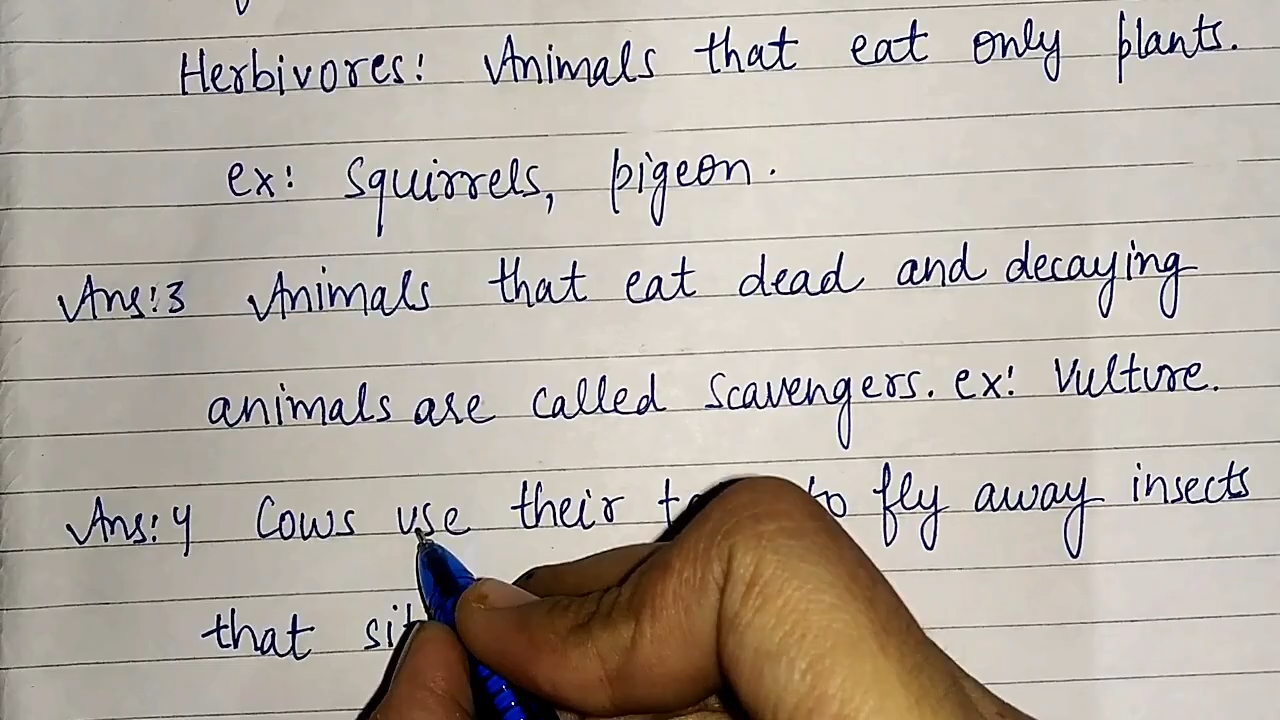 Herbivores: Animals that eat only plants.
ex: Squirrels, pigeon.
Ans:3 Animals that eat dead and decaying
animals are called Scavengers. ex: Vulture.
Ans:4 Cows use their to fly away insects
that